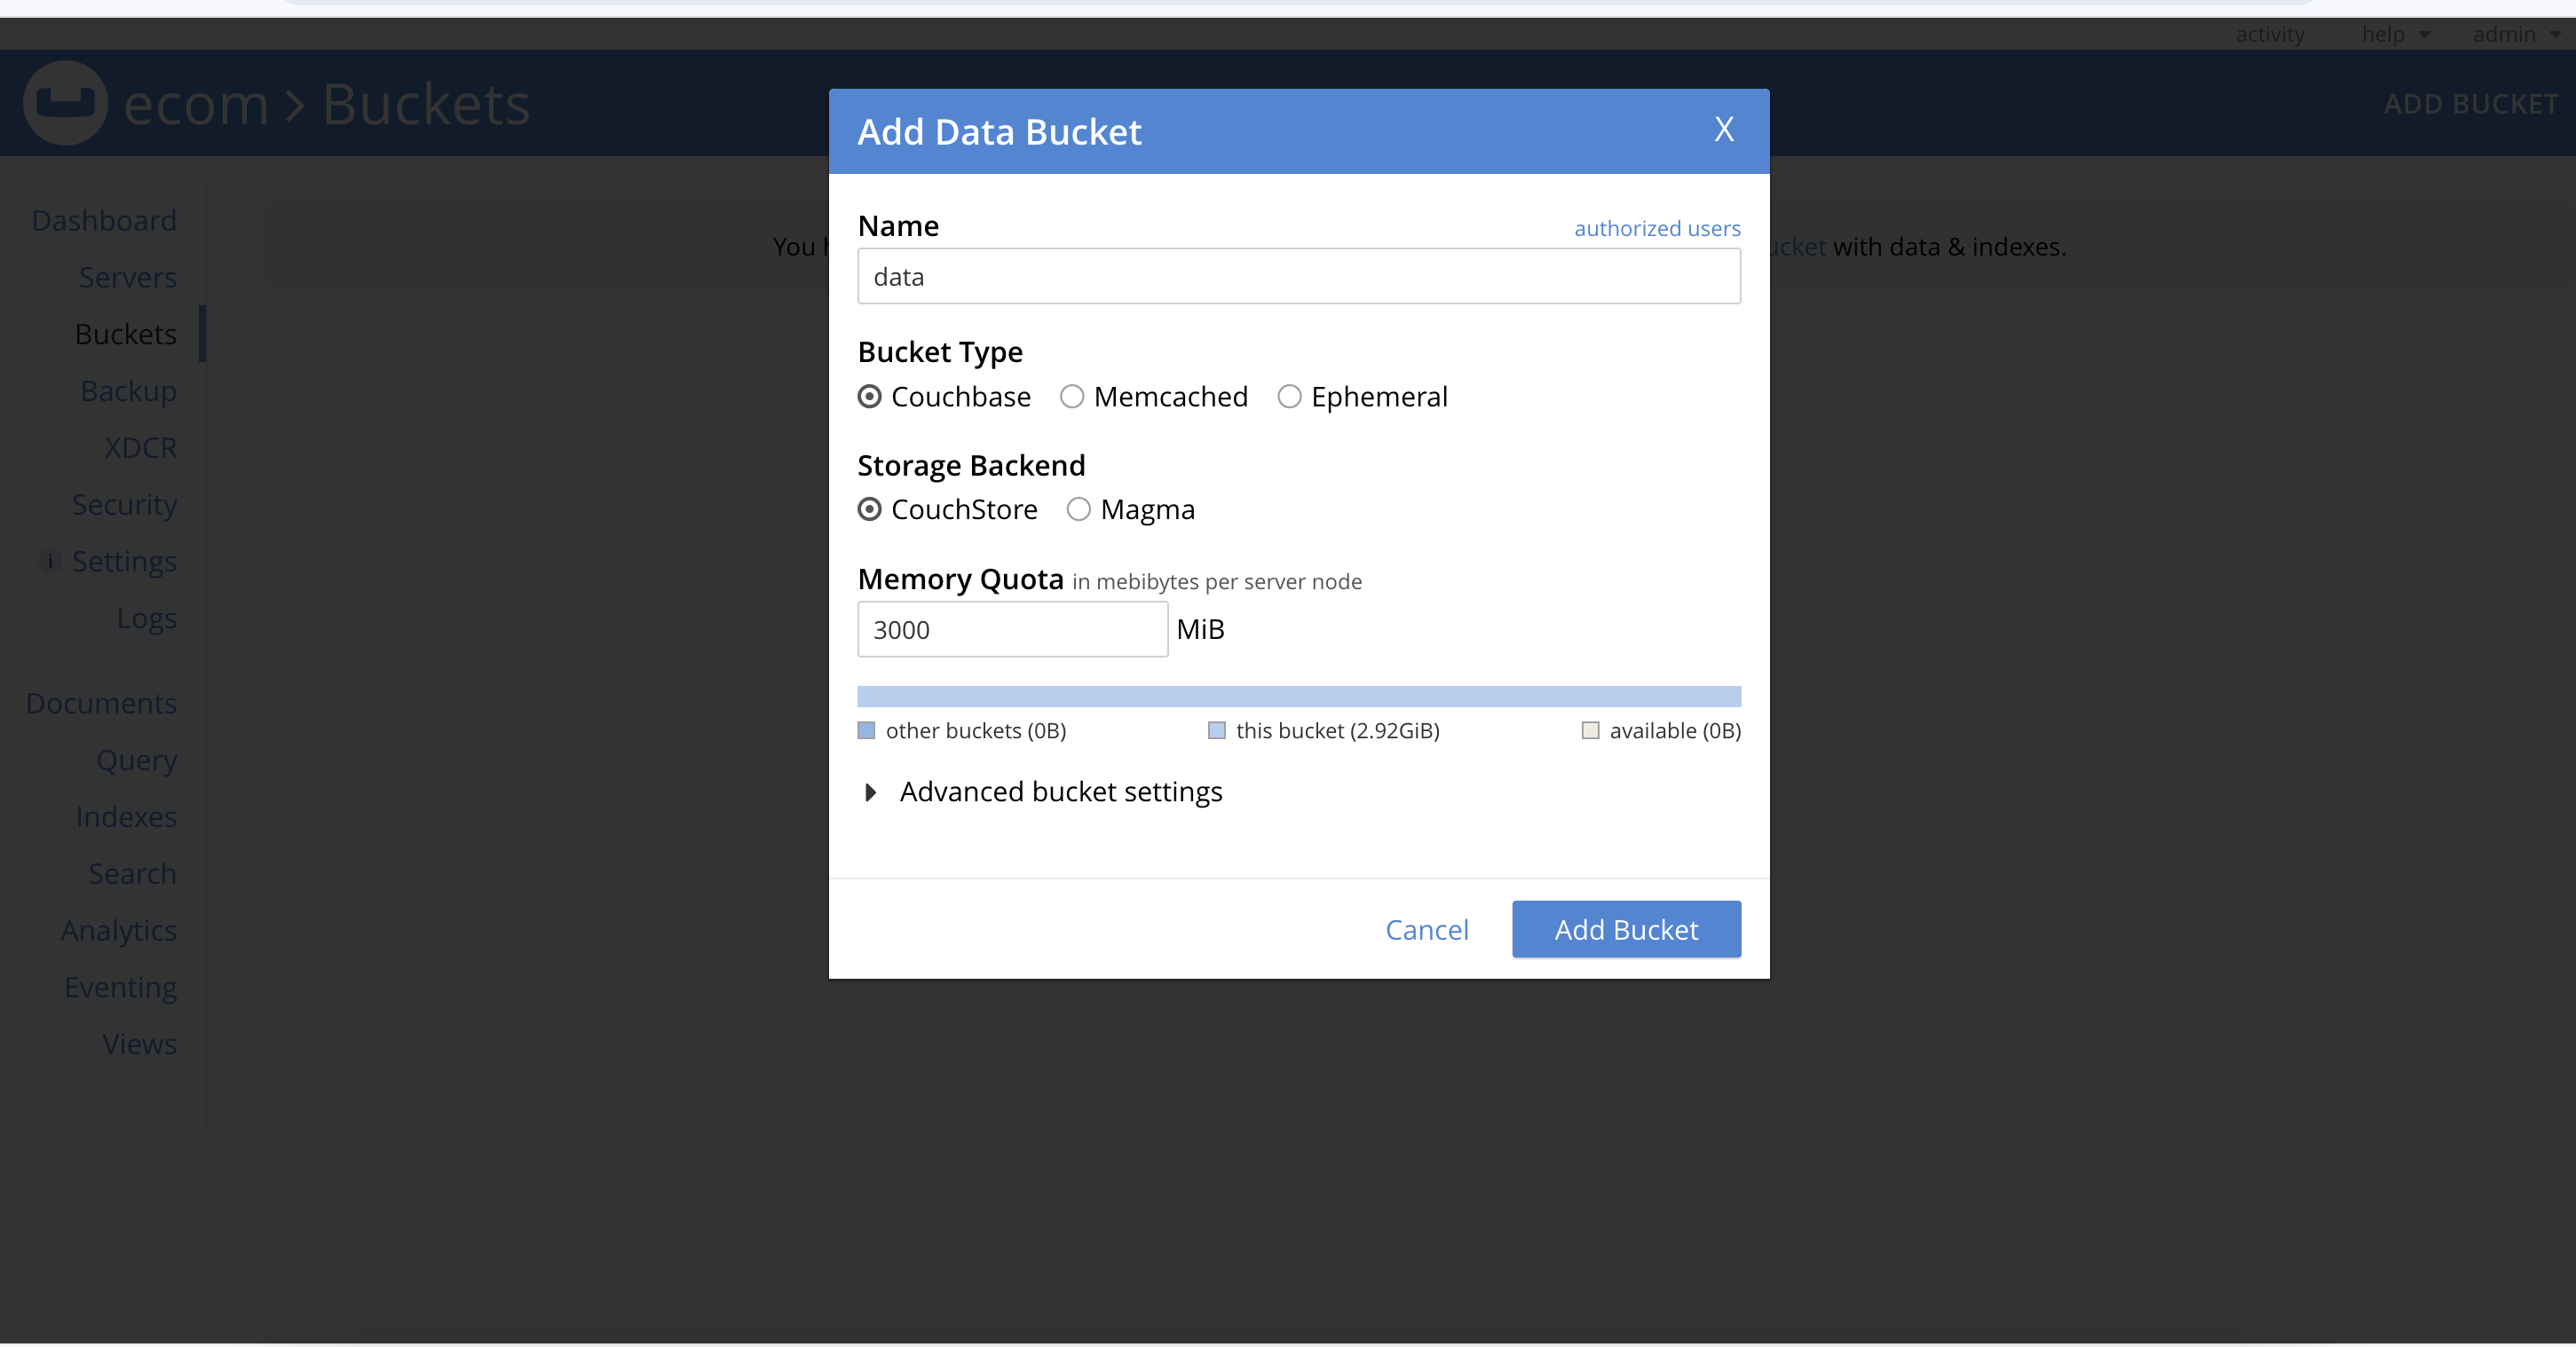 activity help admin
ecom > Buckets
ADD BUCKET
Dashboard
Servers
Buckets
Backup
XDCR
Security
i Settings
Logs
Documents
Query
Indexes
Search
Analytics
Eventing
Views
You
with data & indexes.
Add Data Bucket X
Name authorized users
data
Bucket Type
Couchbase Memcached Ephemeral
Storage Backend
CouchStore Magma
Memory Quota in mebibytes per server node
3000 MiB
other buckets (0B) this bucket (2.92GiB) available (0B)
Advanced bucket settings
Cancel Add Bucket